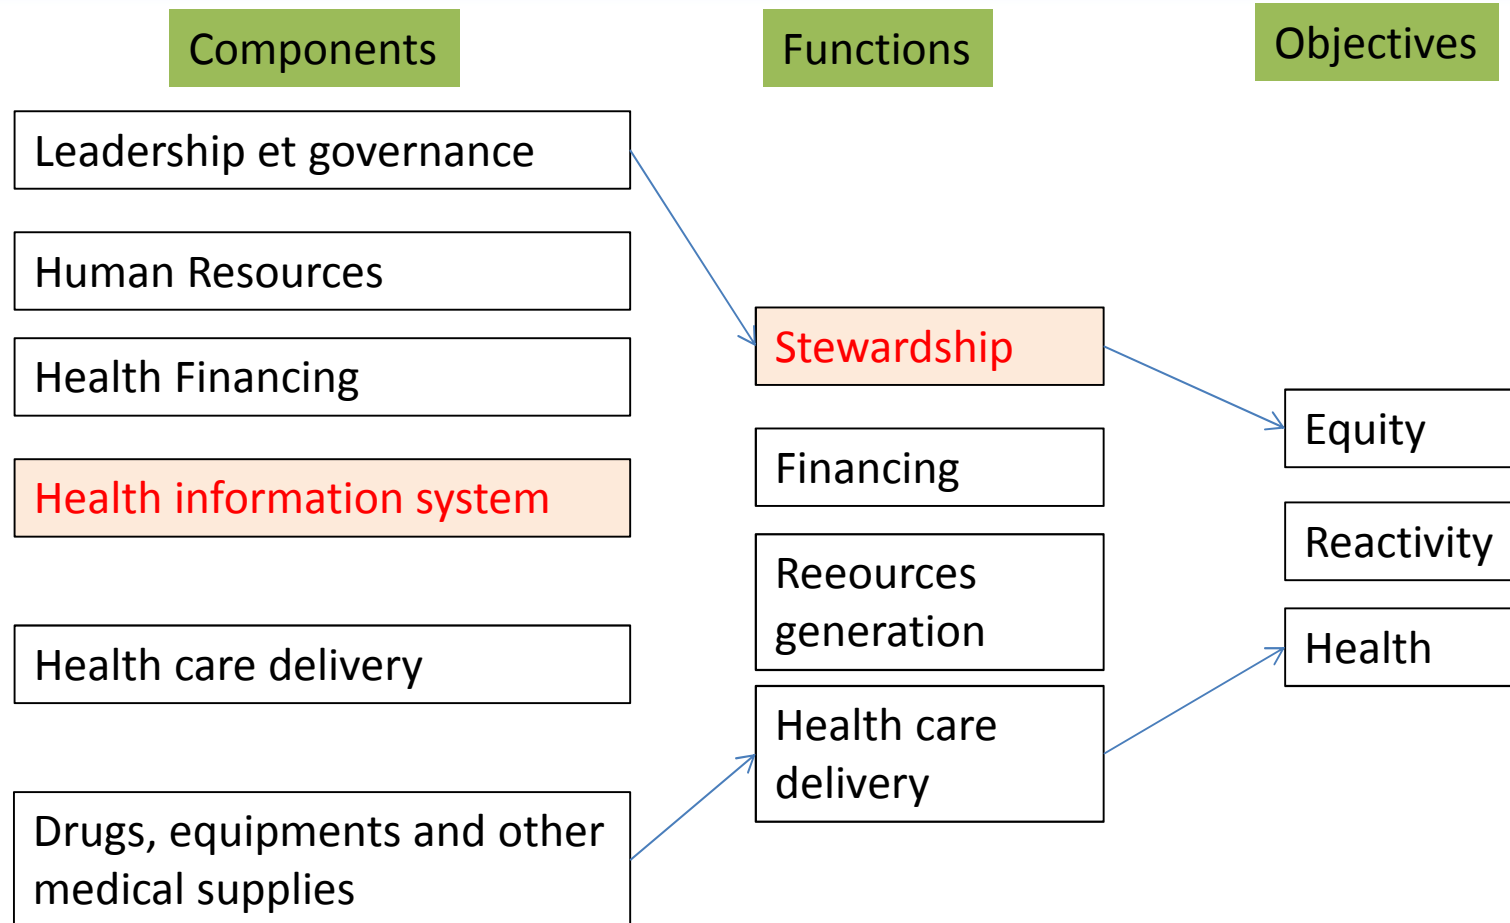 Components
Functions
Objectives
Leadership et governance
Human Resources
Health Financing
Health information system
Health care delivery
Drugs, equipments and other
medical supplies
Stewardship
Financing
Reeources
generation
Health care
delivery
Equity
Reactivity
Health